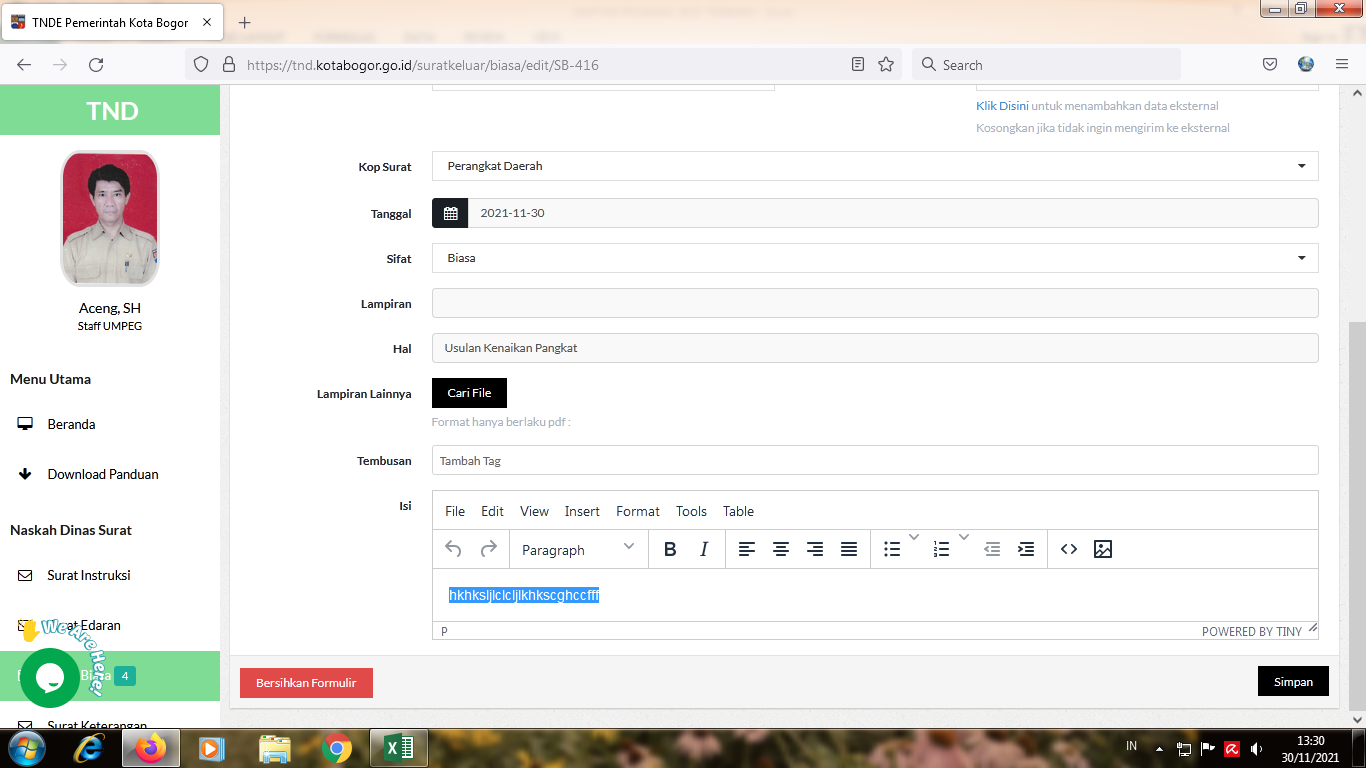 TNDE Pemerintah Kota Bogor
https://tnd.kotabogor.go.id/suratkeluar/biasa/edit/SB-416
Search
TND
Aceng, SH
Staff UMPEG
Menu Utama
Beranda
Download Panduan
Naskah Dinas Surat
Surat Instruksi
Edaran
We Are Here!
4
Surat Keterangan
Klik Disini untuk menambahkan data eksternal
Kosongkan jika tidak ingin mengirim ke eksternal
Kop Surat Perangkat Daerah
Tanggal 2021-11-30
Sifat Biasa
Lampiran
Hal Usulan Kenaikan Pangkat
Lampiran Lainnya Cari File
Format hanya berlaku pdf :
Tembusan Tambah Tag
Isi
File Edit View Insert Format Tools Table
Paragraph B I
hkhksljlclcljlkhkscghccfff
P POWERED BY TINY
Bersihkan Formulir Simpan
IN
13:30
30/11/2021